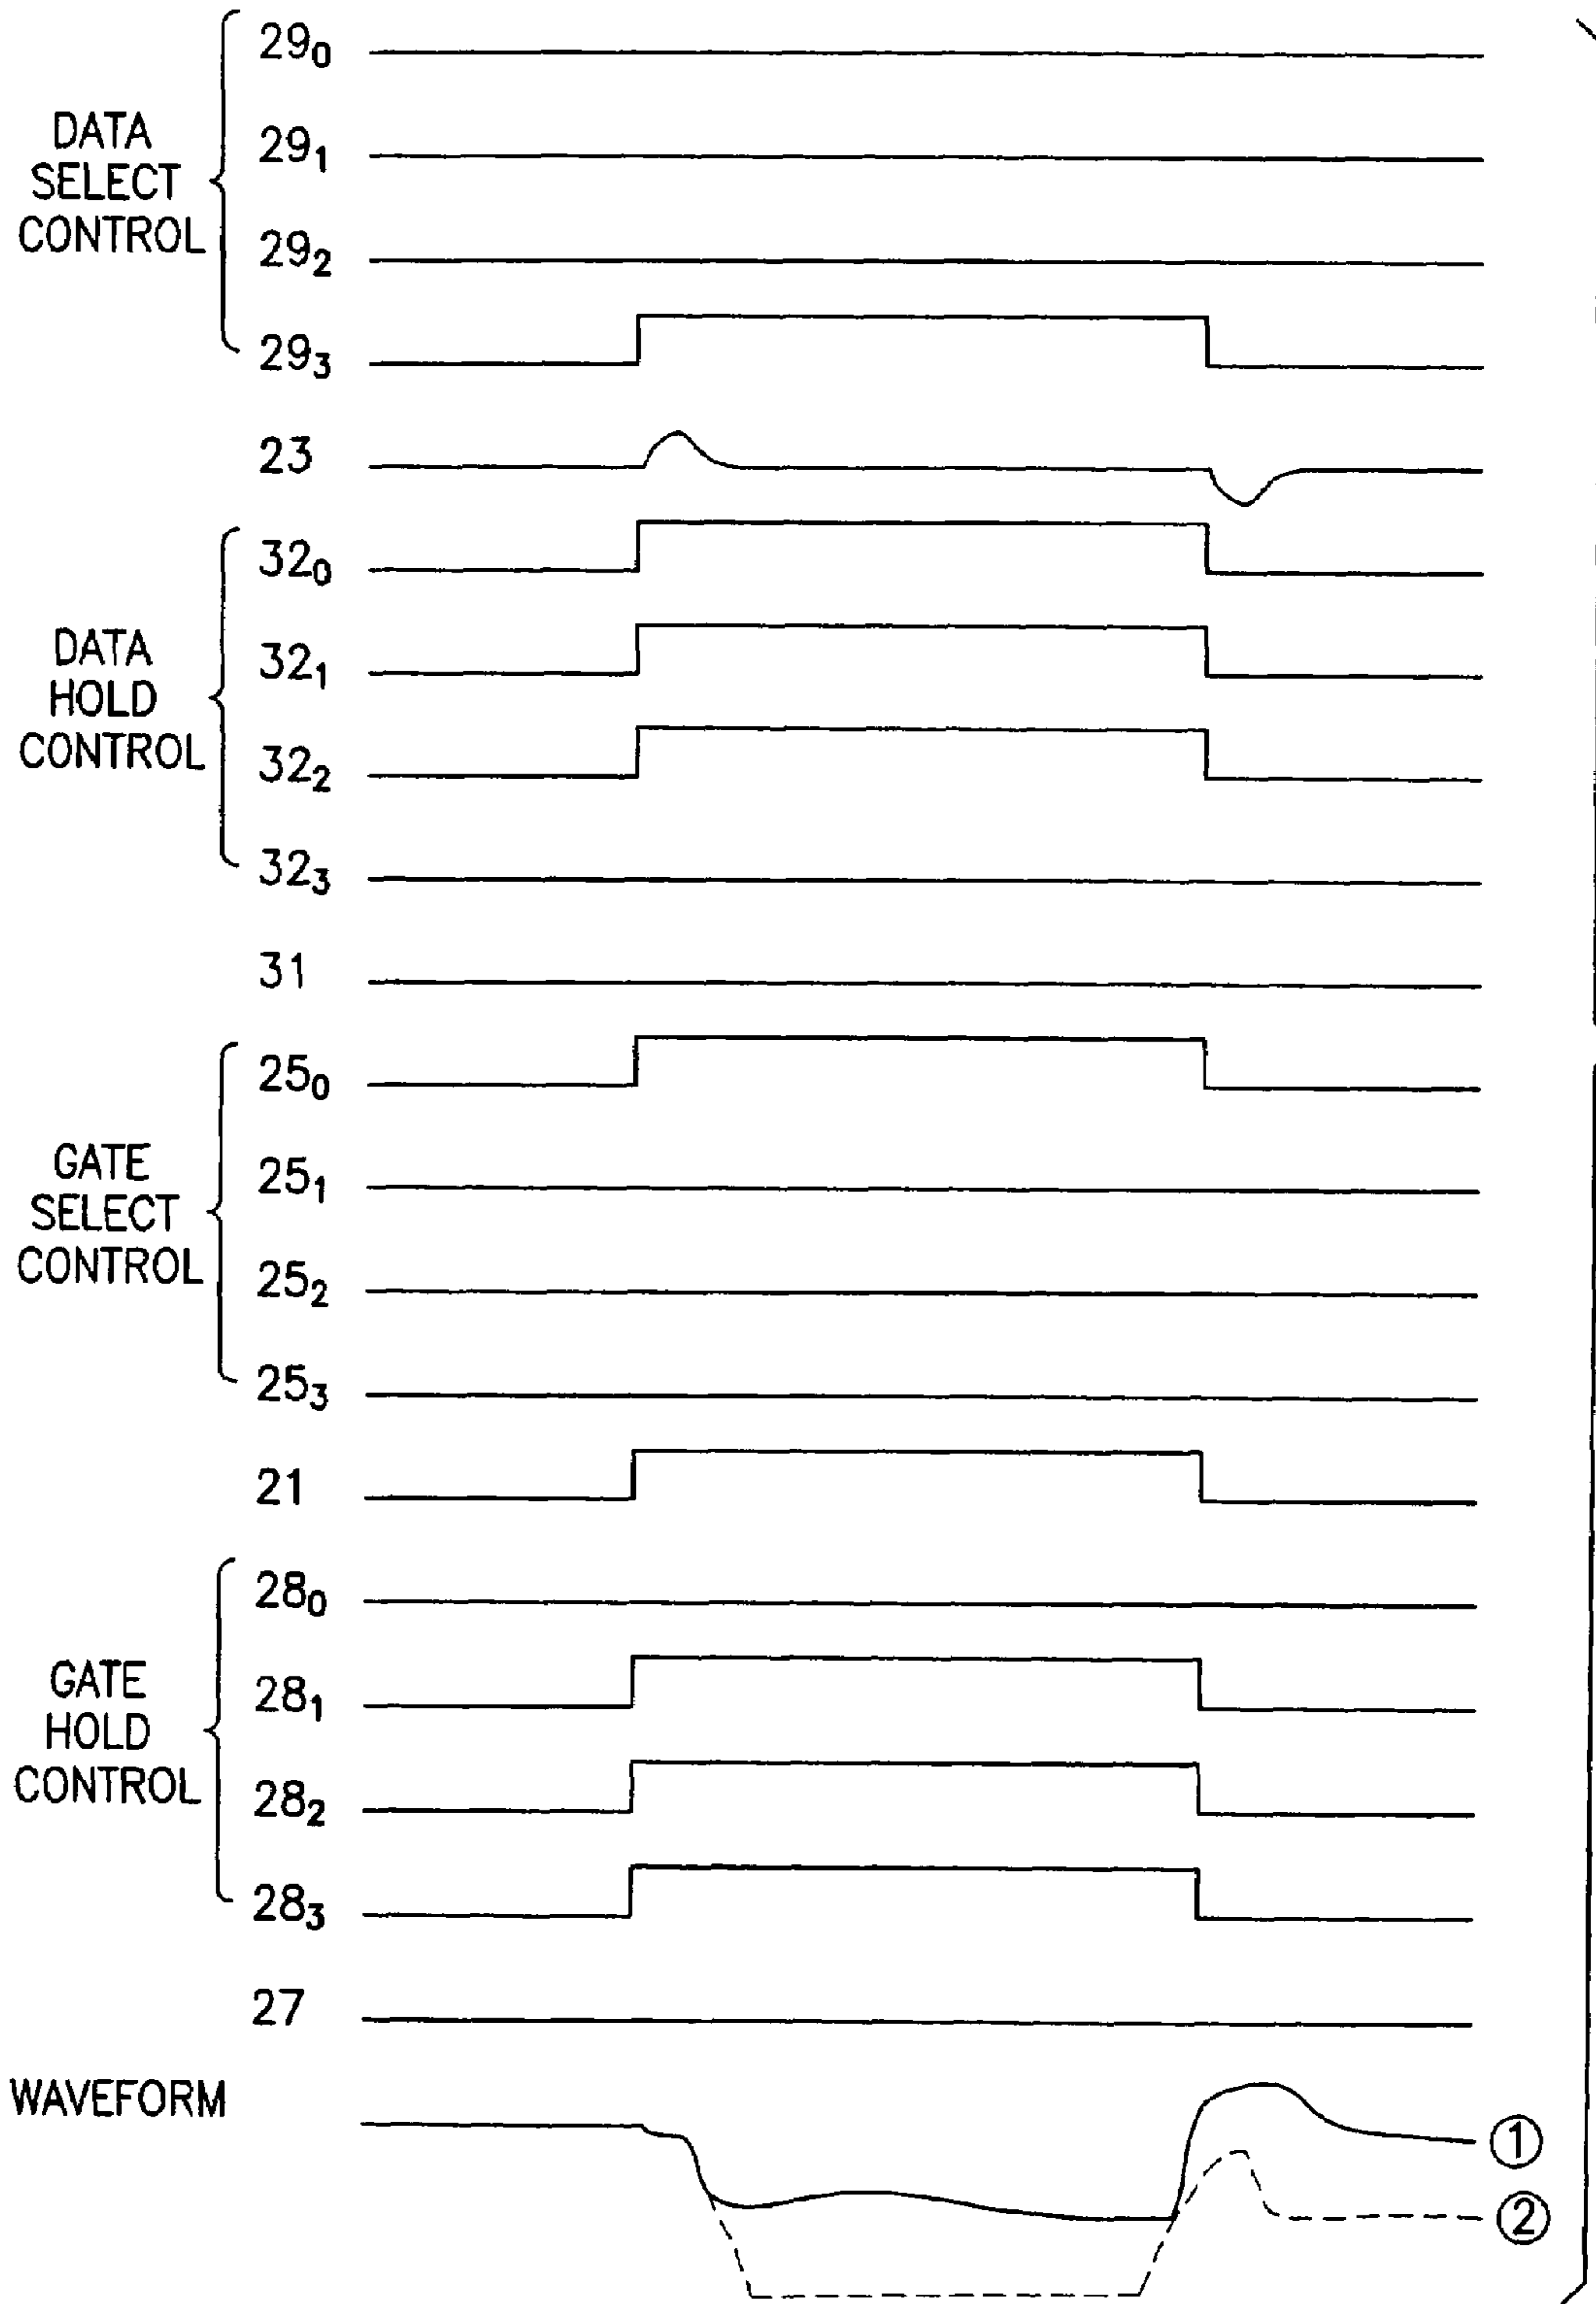 29₀
DATA
SELECT
CONTROL
29₁
29₂
29₃
23
32₀
DATA
HOLD
CONTROL
32₁
32₂
32₃
31
25₀
GATE
SELECT
CONTROL
25₁
25₂
25₃
21
28₀
GATE
HOLD
CONTROL
28₁
28₂
28₃
27
WAVEFORM
①
②